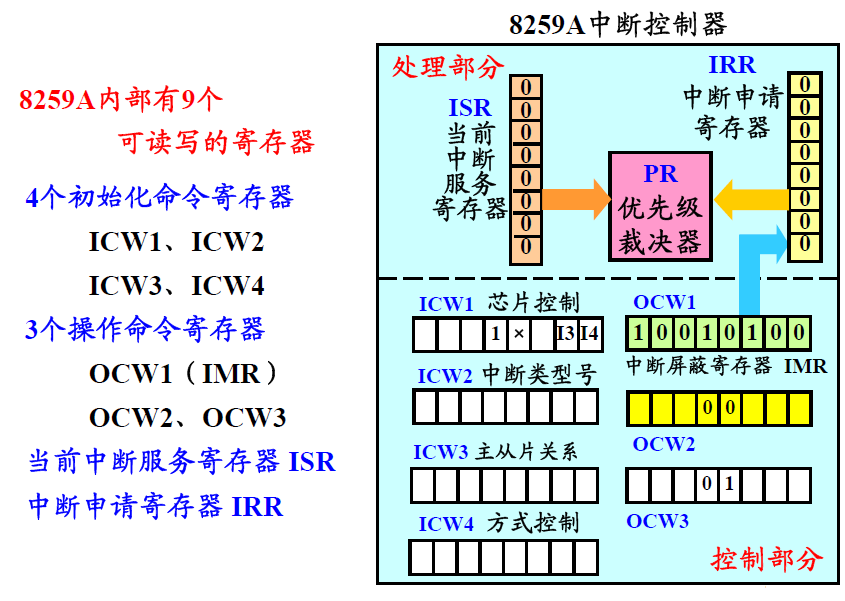 8259A中断控制器
8259A内部有9个
可读写的寄存器
4个初始化命令寄存器
ICW1、ICW2
ICW3、ICW4
3个操作命令寄存器
OCW1（IMR）
OCW2、OCW3
当前中断服务寄存器 ISR
中断申请寄存器 IRR
处理部分
ISR
当前
中断
服务
寄存器
0
0
0
0
0
0
0
0
PR
优先级
裁决器
IRR
中断申请
寄存器
0
0
0
0
0
0
0
0
ICW1 芯片控制
1 × I3 I4
ICW2 中断类型号
ICW3 主从片关系
ICW4 方式控制
OCW1
1 0 0 1 0 1 0 0
中断屏蔽寄存器 IMR
0 0
OCW2
0 1
OCW3
控制部分